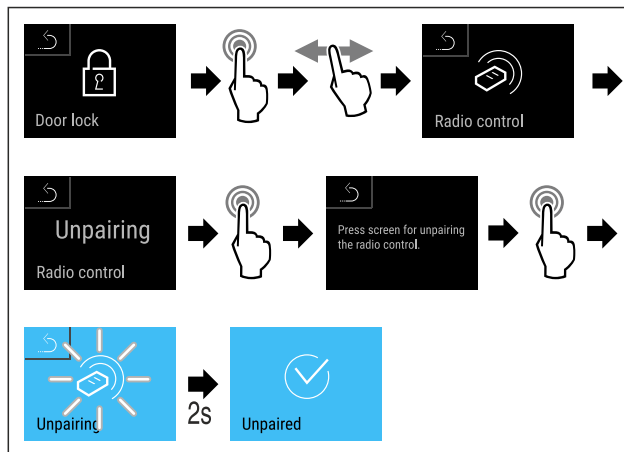 Door lock
Radio control
Unpairing
Radio control
Press screen for unpairing
the radio control.
Unpairing
2s
Unpaired